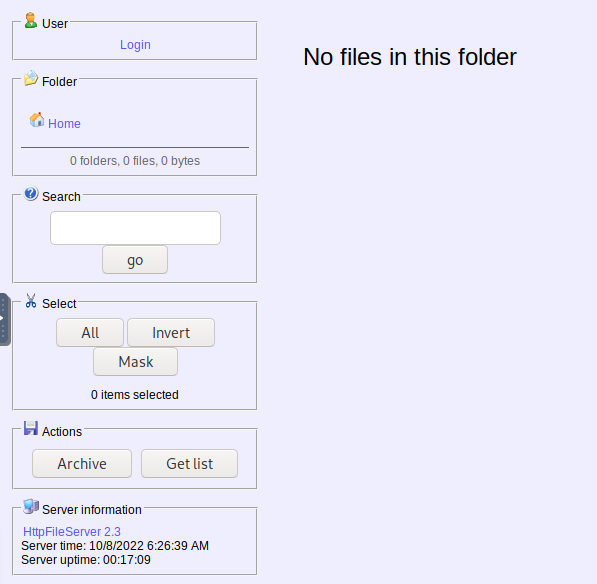 User
Login
Folder
Home
0 folders, 0 files, 0 bytes
Search
go
Select
All Invert
Mask
0 items selected
Actions
Archive Get list
Server information
HttpFileServer 2.3
Server time: 10/8/2022 6:26:39 AM
Server uptime: 00:17:09
No files in this folder